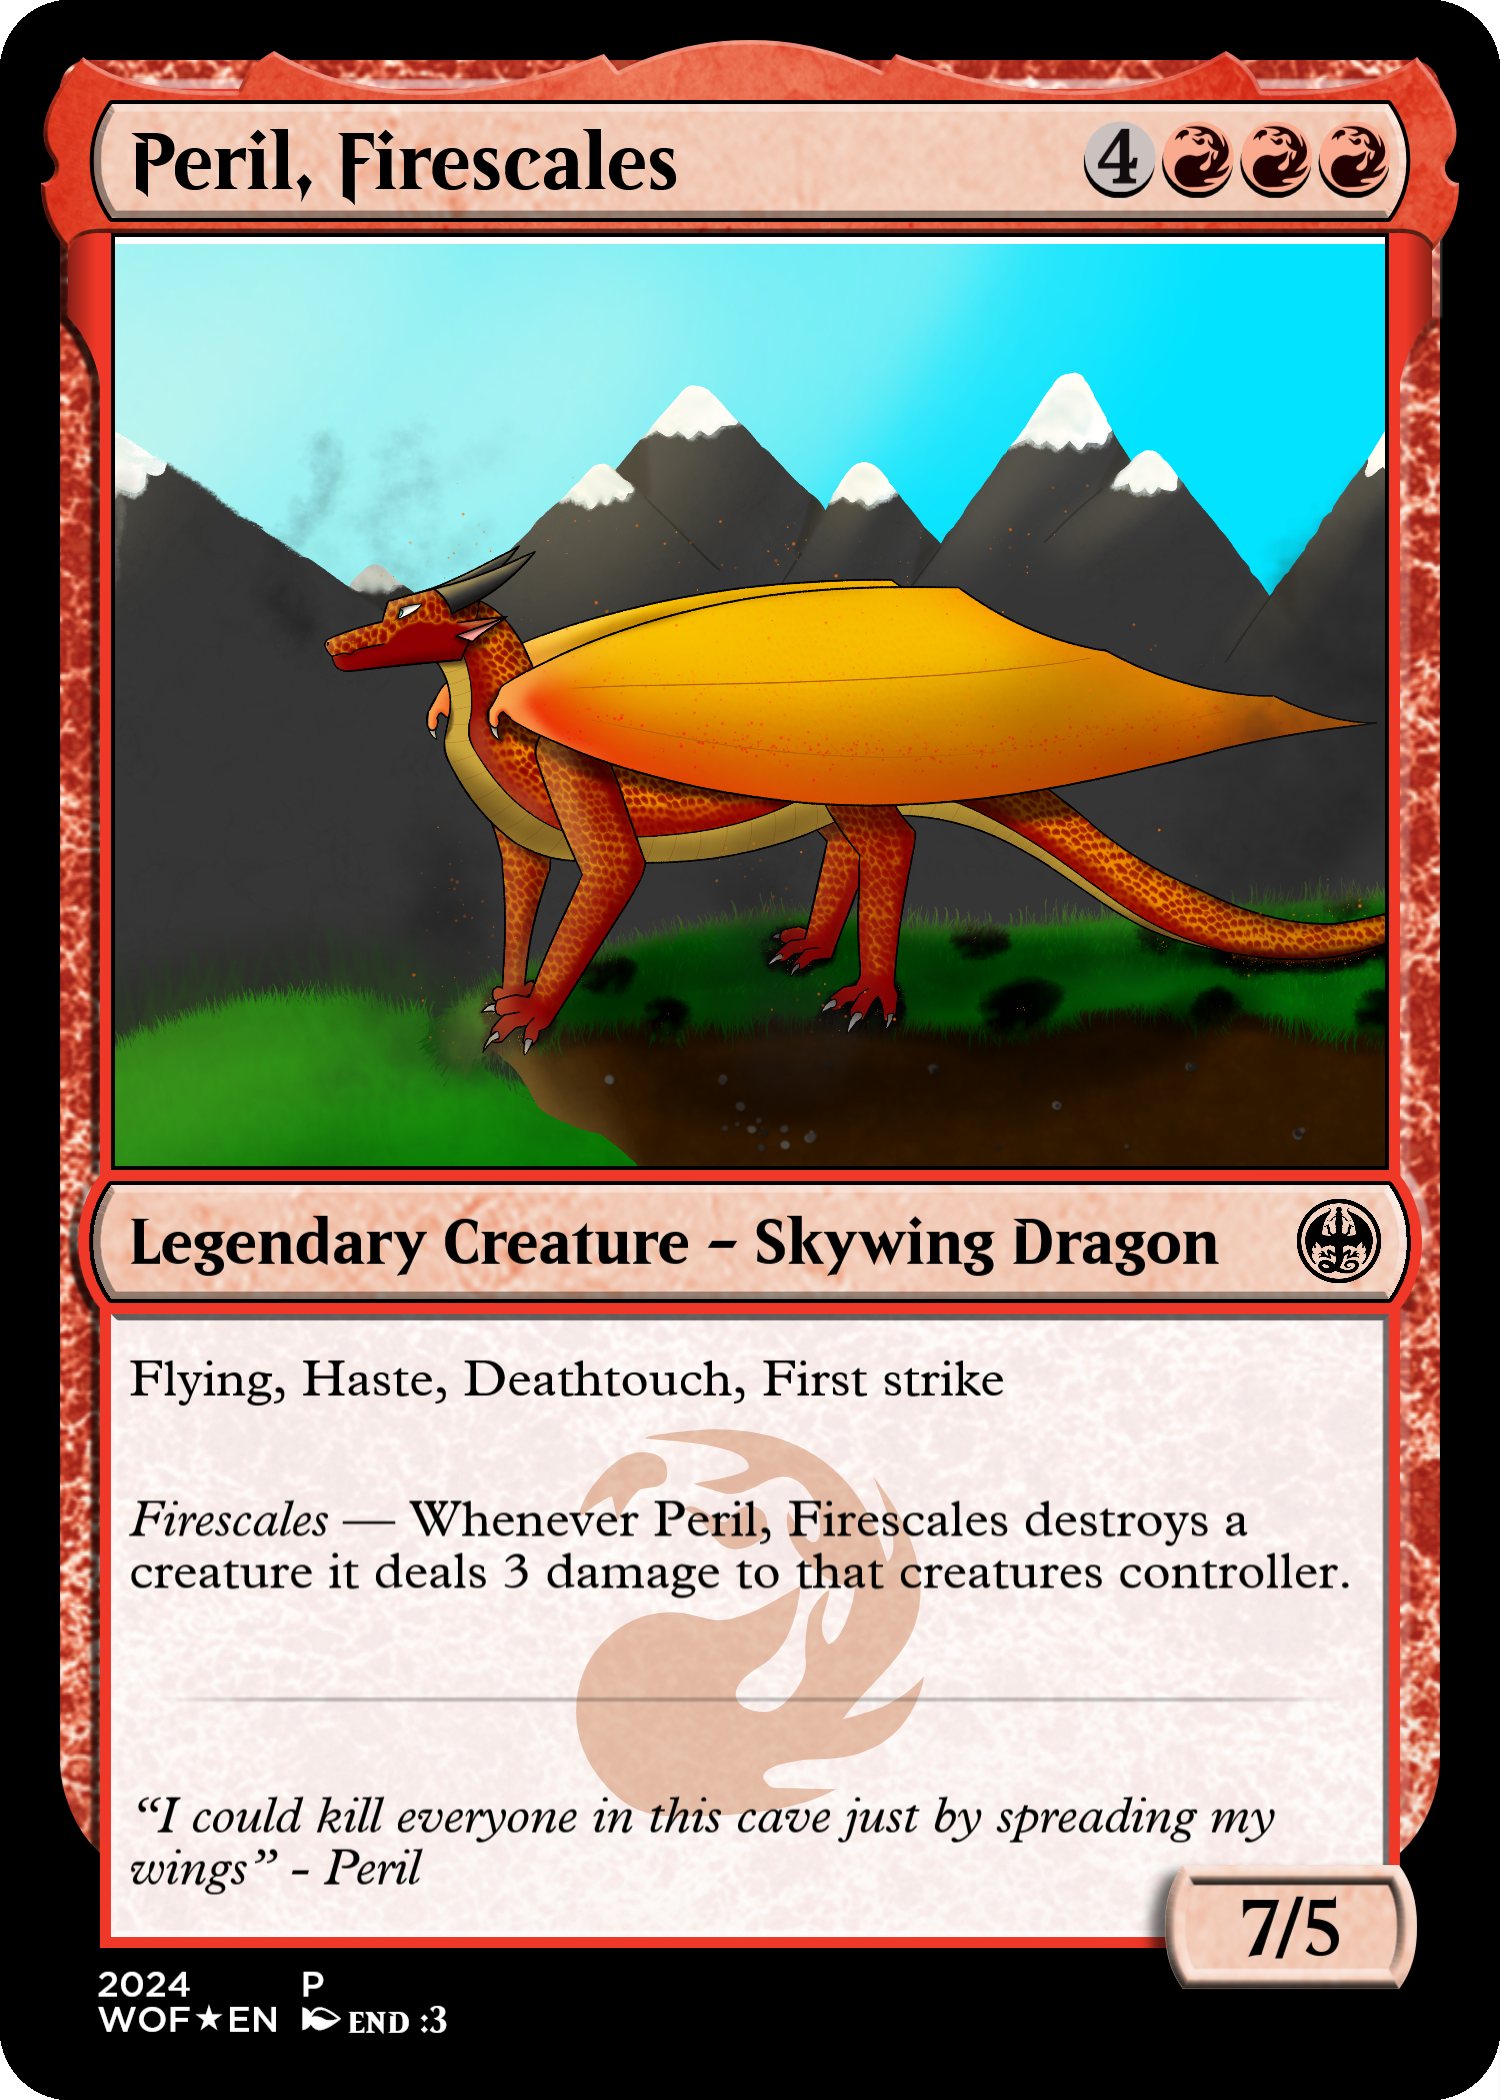 Peril, Firescales 4
Legendary Creature – Skywing Dragon
Flying, Haste, Deathtouch, First strike
Firescales — Whenever Peril, Firescales destroys a
creature it deals 3 damage to that creatures controller.
“I could kill everyone in this cave just by spreading my
wings” - Peril
7/5
2024 P
WOF★EN END :3